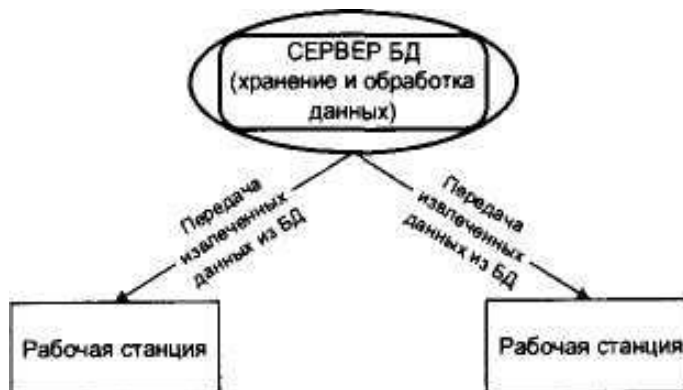 СЕРВЕР БД
(хранение и обработка
данных)
Передача
извлеченных
данных из БД
Передача
извлеченных
данных из БД
Рабочая станция
Рабочая станция